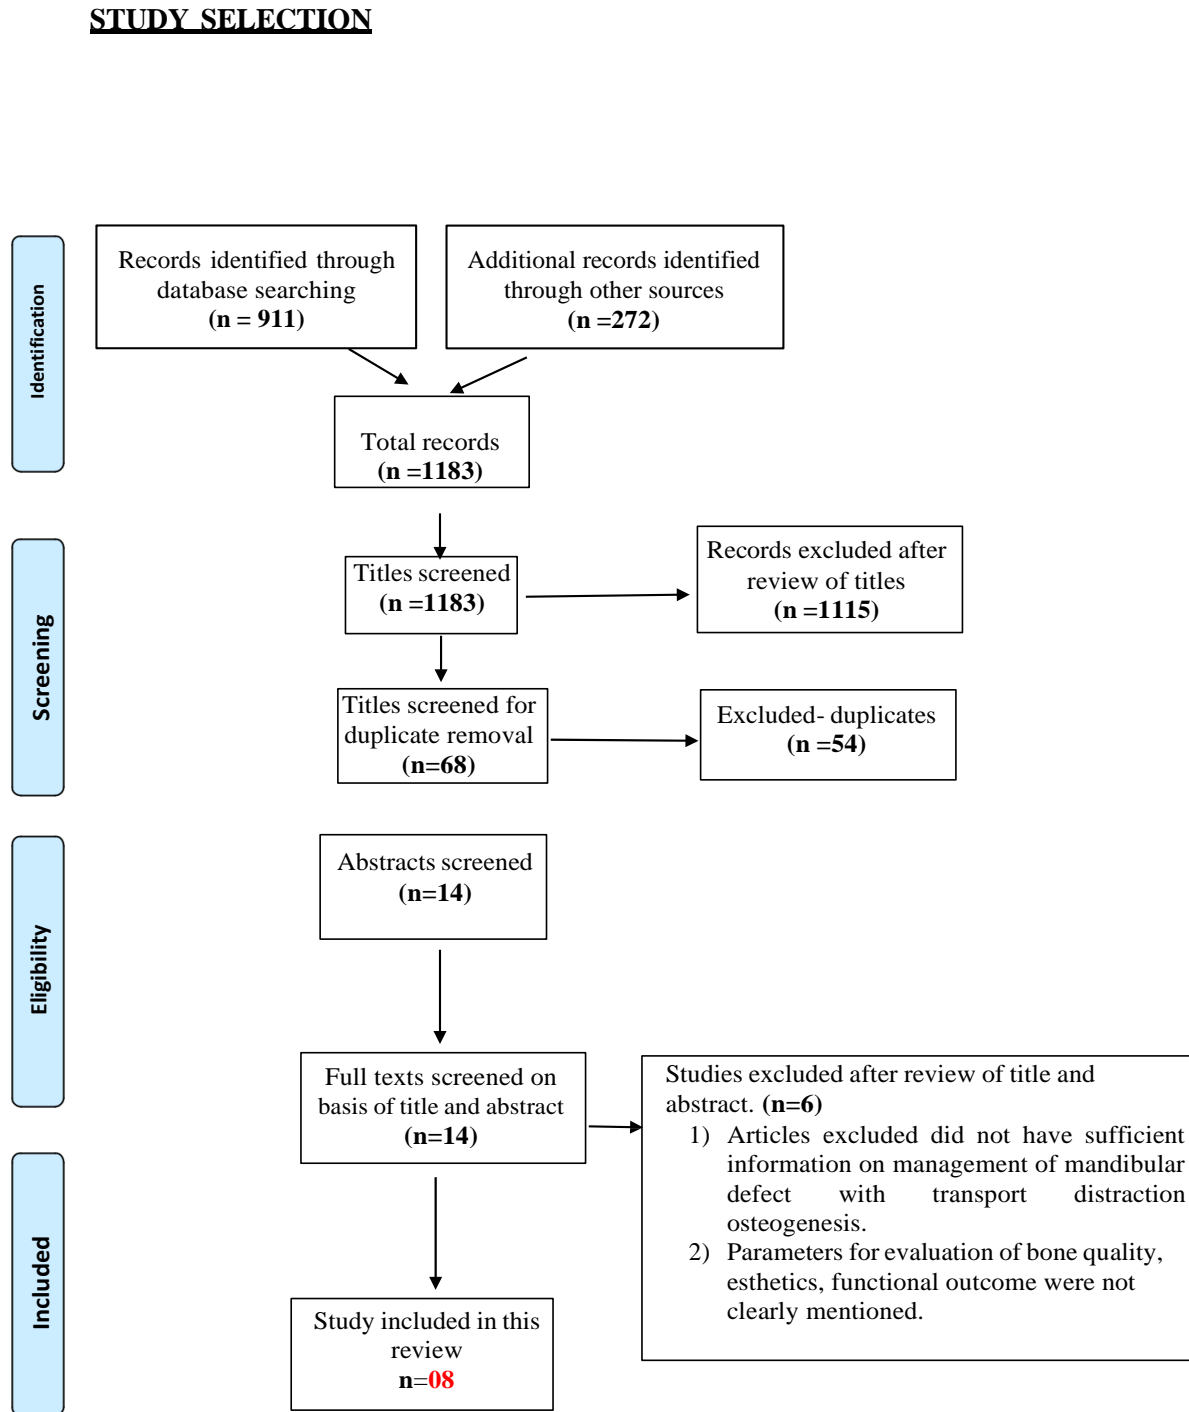 STUDY SELECTION
Identification
Records identified through
database searching
(n = 911)
Additional records identified
through other sources
(n =272)
Total records
(n =1183)
Screening
Titles screened
(n =1183)
Records excluded after
review of titles
(n =1115)
Titles screened for
duplicate removal
(n=68)
Excluded- duplicates
(n =54)
Eligibility
Abstracts screened
(n=14)
Full texts screened on
basis of title and abstract
(n=14)
Studies excluded after review of title and
abstract. (n=6)
1) Articles excluded did not have sufficient
information on management of mandibular
defect with transport distraction
osteogenesis.
2) Parameters for evaluation of bone quality,
esthetics, functional outcome were not
clearly mentioned.
Included
Study included in this
review
n=08